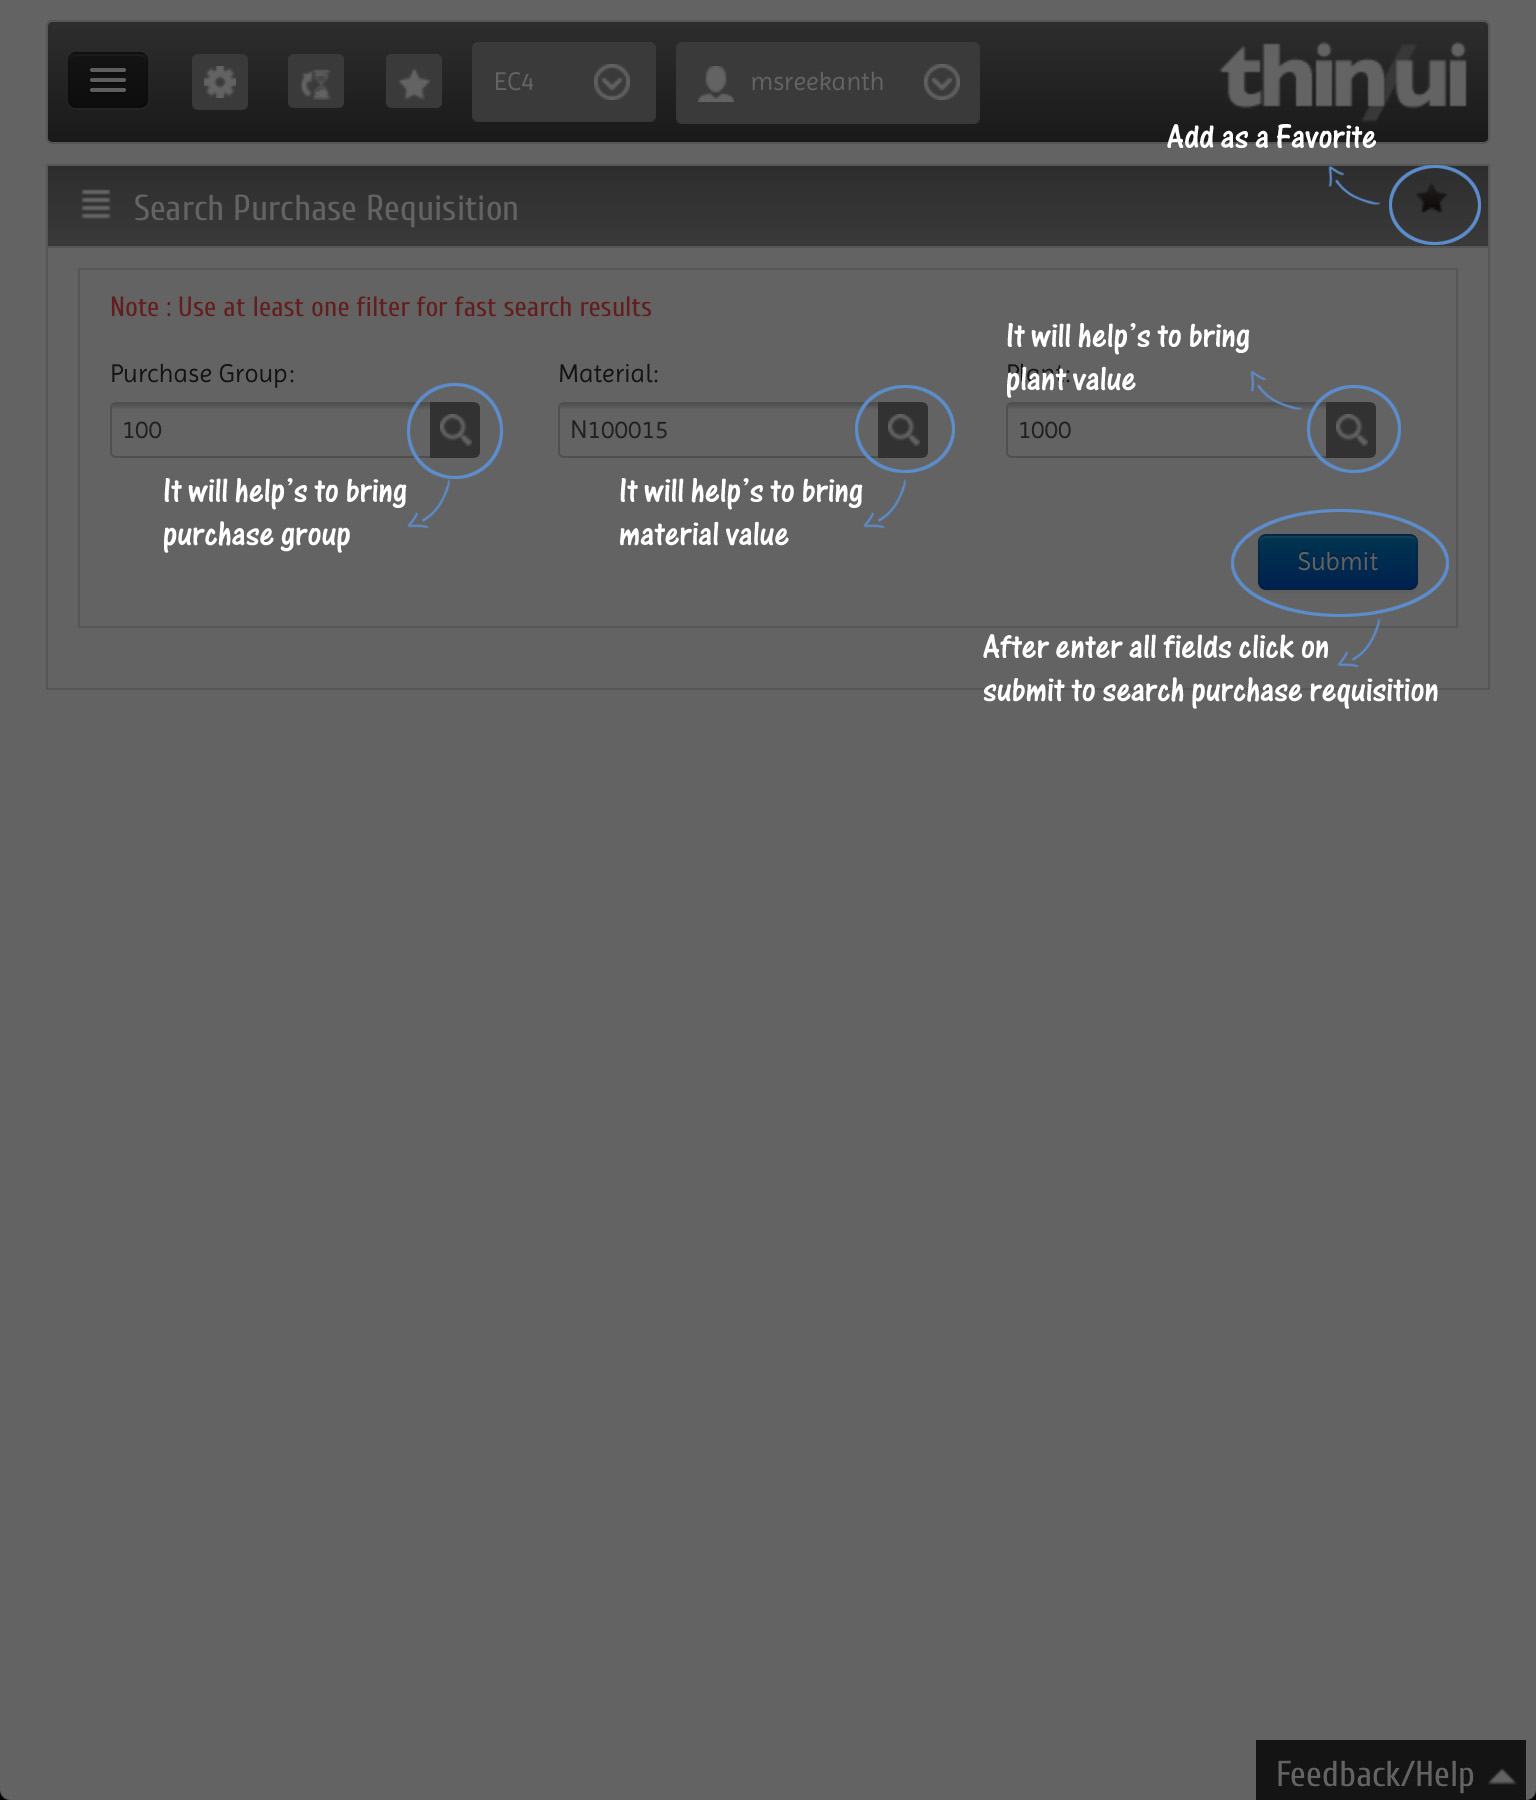 EC4
msreekanth
thin/ui
Add as a Favorite
Search Purchase Requisition
Note : Use at least one filter for fast search results
It will help's to bring
plant value
Purchase Group:
Material:
Plant:
100
N100015
1000
It will help's to bring
purchase group
It will help's to bring
material value
Submit
After enter all fields click on
submit to search purchase requisition
Feedback/Help